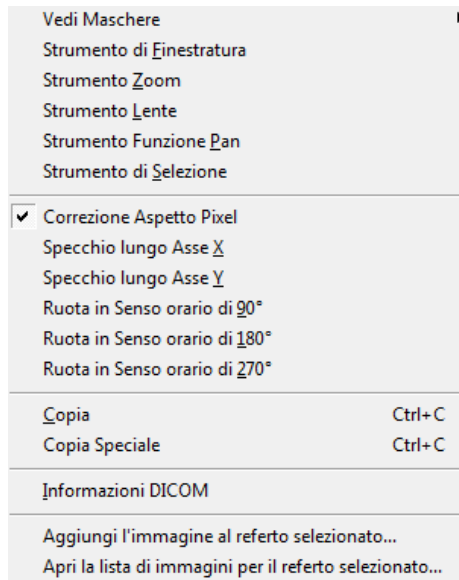 Vedi Maschere
Strumento di Finestratura
Strumento Zoom
Strumento Lente
Strumento Funzione Pan
Strumento di Selezione
Correzione Aspetto Pixel
Specchio lungo Asse X
Specchio lungo Asse Y
Ruota in Senso orario di 90°
Ruota in Senso orario di 180°
Ruota in Senso orario di 270°
Copia Ctrl+C
Copia Speciale Ctrl+C
Informazioni DICOM
Aggiungi l'immagine al referto selezionato...
Apri la lista di immagini per il referto selezionato...